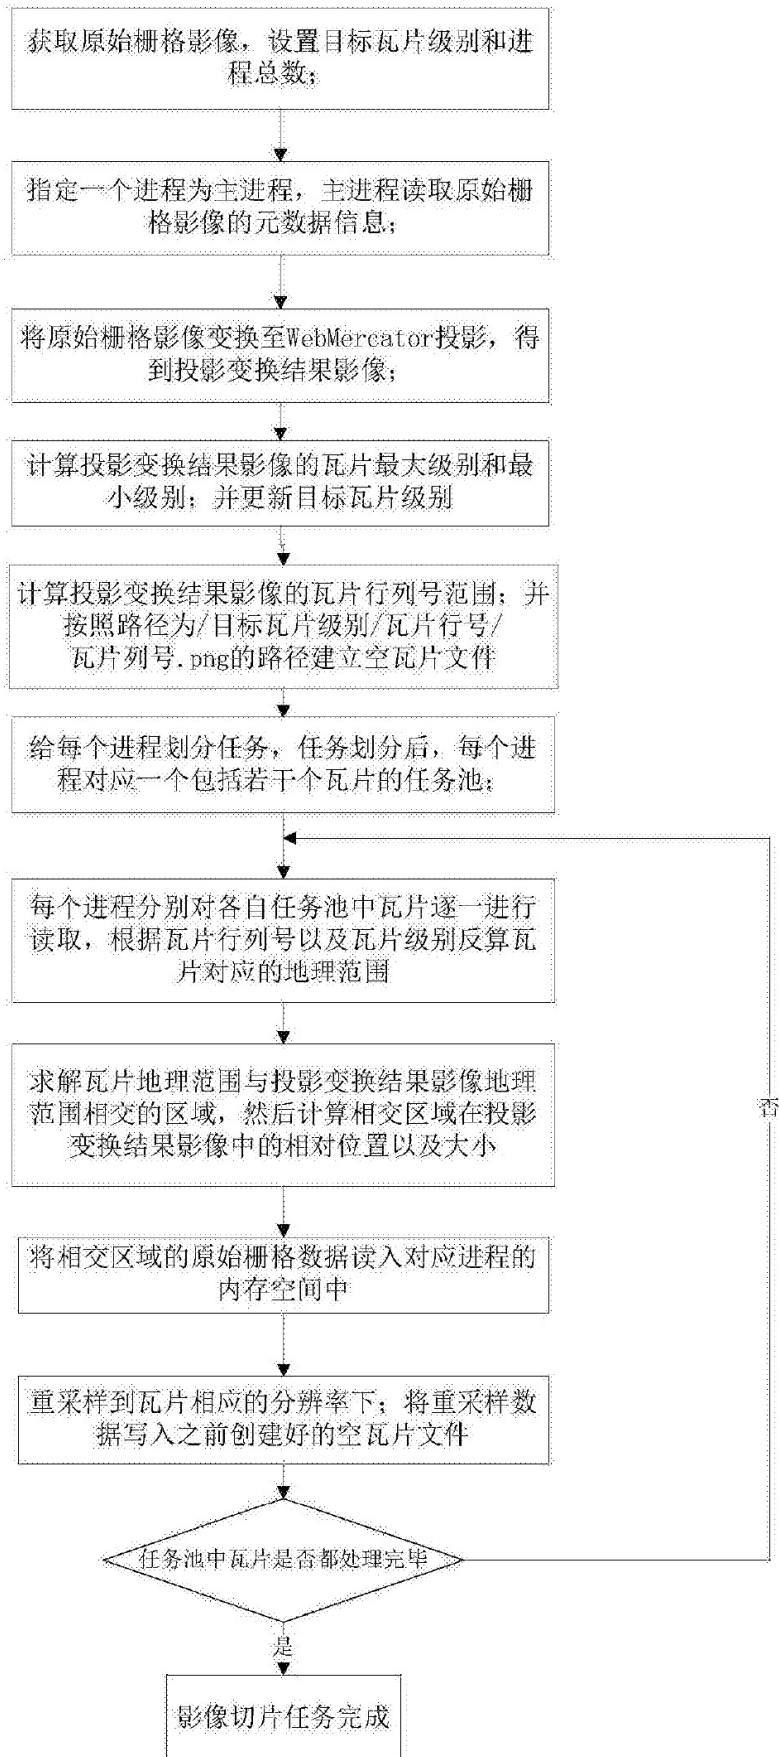 获取原始栅格影像，设置目标瓦片级别和进
程总数；
指定一个进程为主进程，主进程读取原始栅
格影像的元数据信息；
将原始栅格影像变换至WebMercator投影，得
到投影变换结果影像；
计算投影变换结果影像的瓦片最大级别和最
小级别；并更新目标瓦片级别
计算投影变换结果影像的瓦片行列号范围；并
按照路径为/目标瓦片级别/瓦片行号/
瓦片列号.png的路径建立空瓦片文件
给每个进程划分任务，任务划分后，每个进
程对应一个包括若干个瓦片的任务池；
每个进程分别对各自任务池中瓦片逐一进行
读取，根据瓦片行列号以及瓦片级别反算瓦
片对应的地理范围
求解瓦片地理范围与投影变换结果影像地理
范围相交的区域，然后计算相交区域在投影
变换结果影像中的相对位置以及大小
否
将相交区域的原始栅格数据读入对应进程的
内存空间中
重采样到瓦片相应的分辨率下；将重采样数
据写入之前创建好的空瓦片文件
任务池中瓦片是否都处理完毕
是
影像切片任务完成